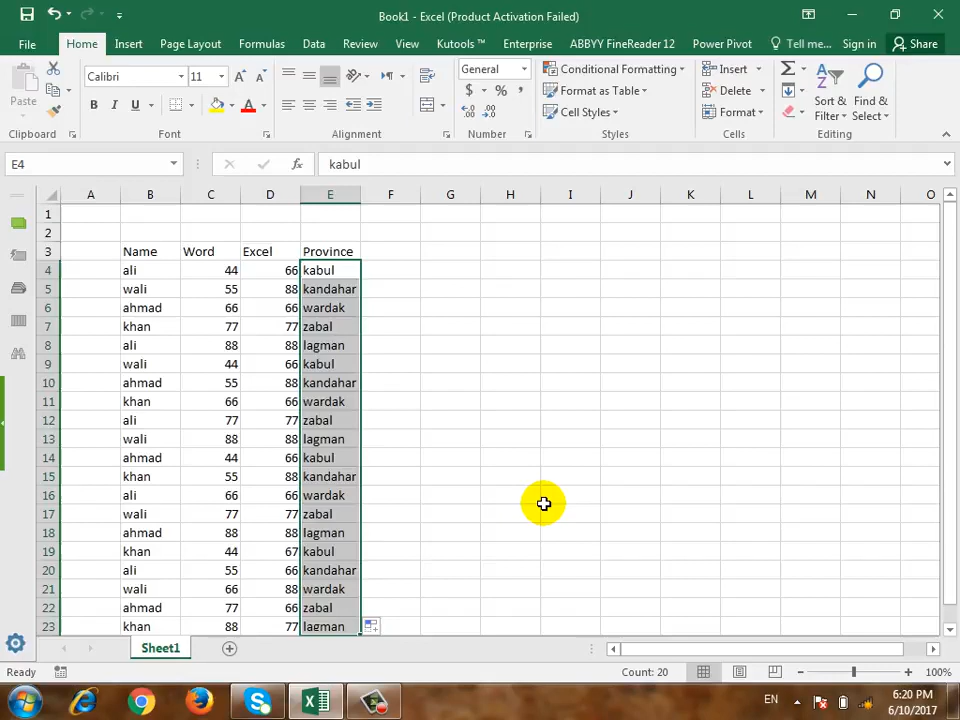 Book1 - Excel (Product Activation Failed)
File Home Insert Page Layout Formulas Data Review View Kutools ™ Enterprise ABBYY FineReader 12 Power Pivot Tell me... Sign in Share
Paste
Calibri 11
General
Conditional Formatting
Format as Table
Cell Styles
Insert
Delete
Format
Sort & Filter
Find & Select
Clipboard Font Alignment Number Styles Cells Editing
E4 fx kabul
A B C D E F G H I J K L M N O
1
2
3 Name Word Excel Province
4 ali 44 66 kabul
5 wali 55 88 kandahar
6 ahmad 66 66 wardak
7 khan 77 77 zabal
8 ali 88 88 lagman
9 wali 44 66 kabul
10 ahmad 55 88 kandahar
11 khan 66 66 wardak
12 ali 77 77 zabal
13 wali 88 88 lagman
14 ahmad 44 66 kabul
15 khan 55 88 kandahar
16 ali 66 66 wardak
17 wali 77 77 zabal
18 ahmad 88 88 lagman
19 khan 44 67 kabul
20 ali 55 66 kandahar
21 wali 66 88 wardak
22 ahmad 77 66 zabal
23 khan 88 77 lagman
Sheet1
Ready Count: 20 100%
EN 6:20 PM
6/10/2017